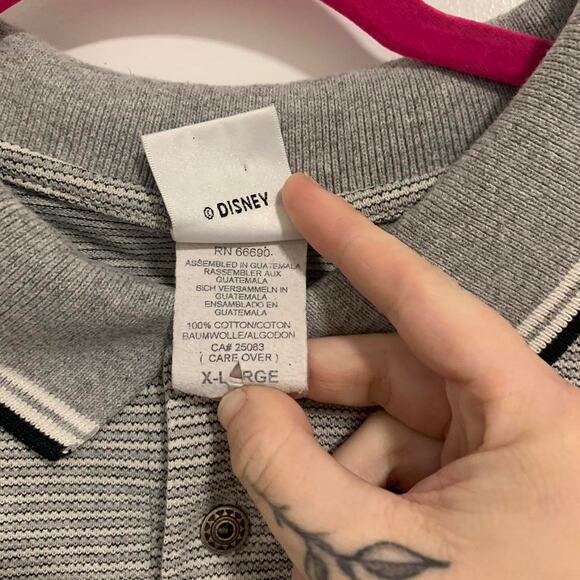 © DISNEY
RN 66690
ASSEMBLED IN GUATEMALA
RASSEMBLER AUX
GUATEMALA
SICH VERSAMMELN IN
GUATEMALA
ENSAMBLADO EN
GUATEMALA
100% COTTON/COTON
BAUMWOLLE/ALGODON
CA# 25083
( CARE OVER )
X-LARGE